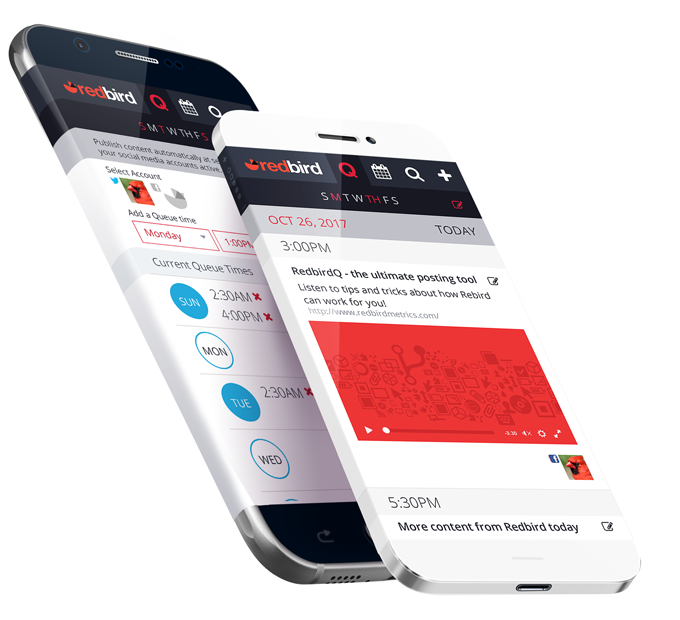 redbird Q
S M T W TH F S
Publish content automatically at
your social media accounts active.
Select Account
Add a Queue time
Monday
1:00PM
Current Queue Times
SUN
2:30AM
4:00PM
MON
TUE
2:30AM
WED
redbird Q
S M T W TH F S
OCT 26, 2017
TODAY
3:00PM
RedbirdQ - the ultimate posting tool
Listen to tips and tricks about how Rebird
can work for you!
http://www.redbirdmetrics.com/
-3:30
5:30PM
More content from Redbird today